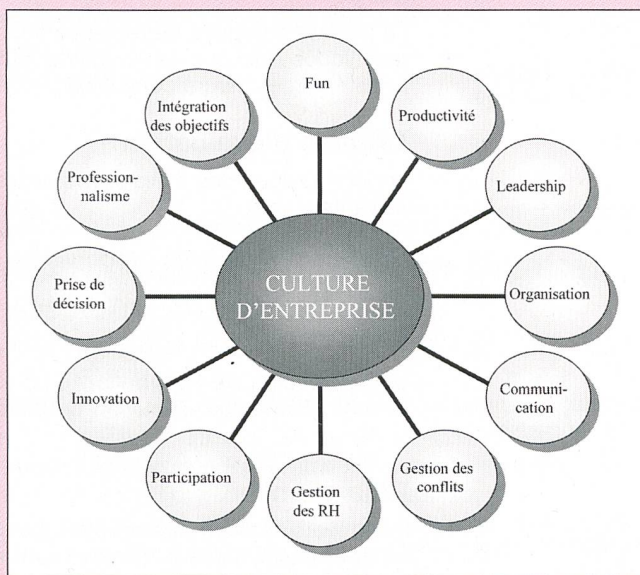 Fun
Productivité
Leadership
Organisation
Communi-
cation
Gestion des
conflits
Gestion
des RH
Participation
Innovation
Prise de
décision
Profession-
nalisme
Intégration
des objectifs
CULTURE
D'ENTREPRISE